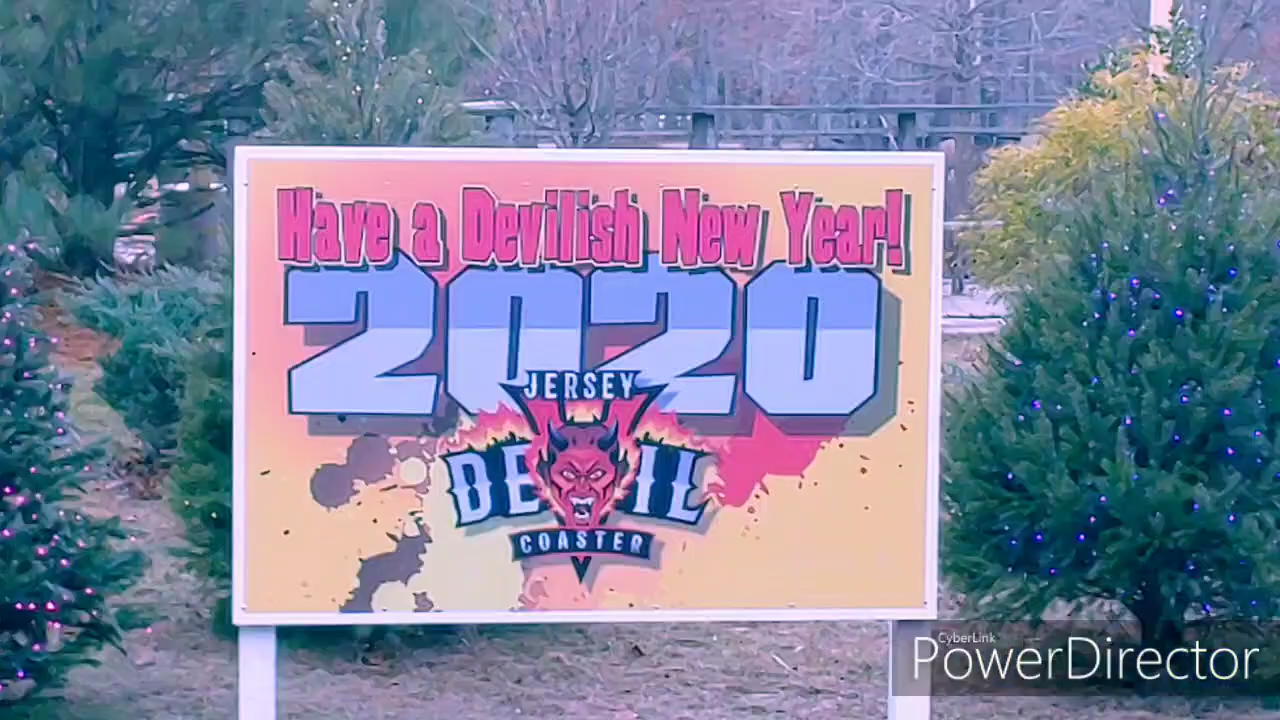 Have a Devilish New Year!
2020
JERSEY
DEVIL
COASTER
CyberLink
PowerDirector